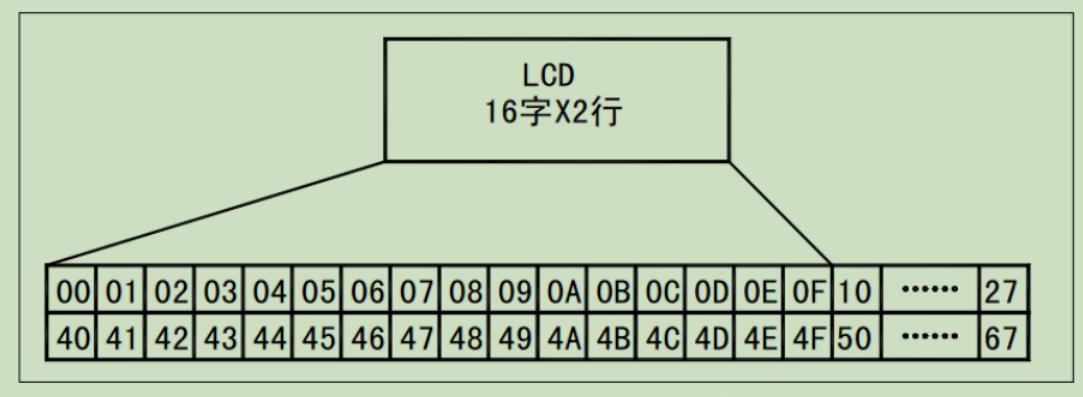 LCD
16字X2行
00 01 02 03 04 05 06 07 08 09 0A 0B 0C 0D 0E 0F 10 ······ 27
40 41 42 43 44 45 46 47 48 49 4A 4B 4C 4D 4E 4F 50 ······ 67